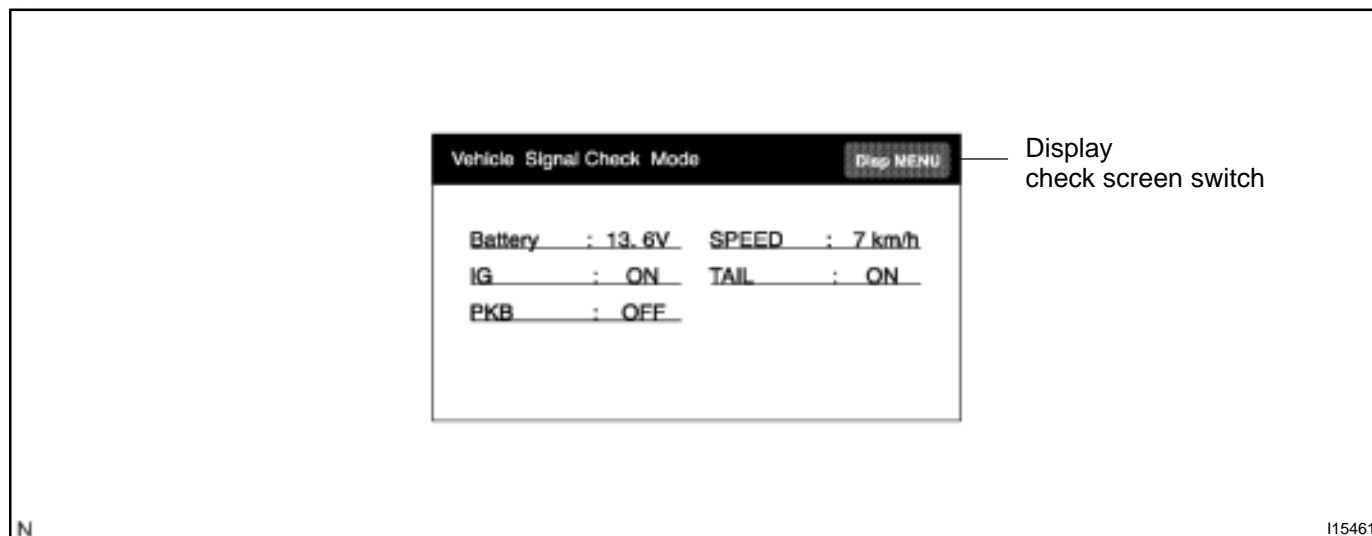 Vehicle Signal Check Mode
Disp MENU
Display
check screen switch
Battery : 13. 6V SPEED : 7 km/h
IG : ON TAIL : ON
PKB : OFF
N
I15461